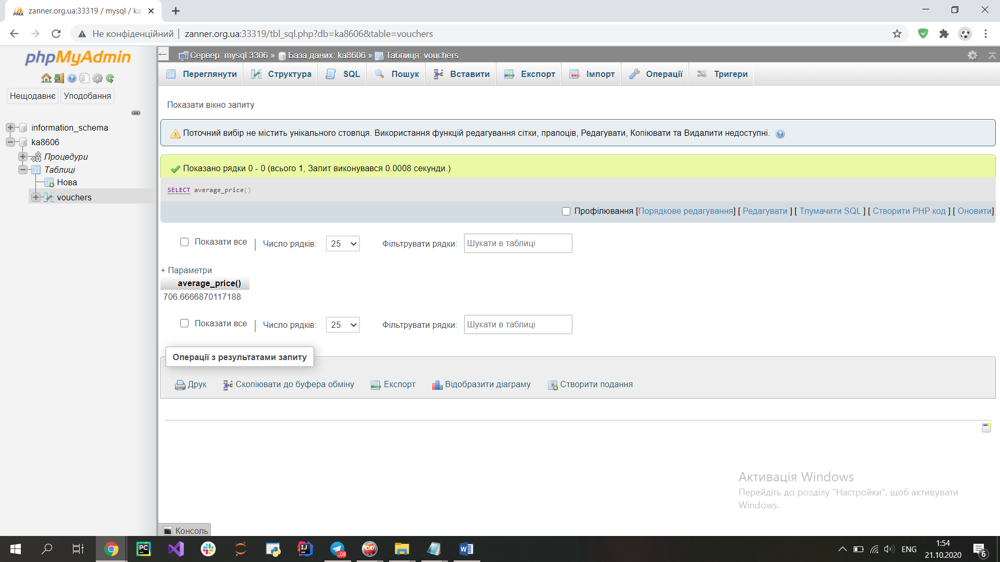 zanner.org.ua:33319 / mysql / ka
Не конфіденційний
zanner.org.ua:33319/tbl_sql.php?db=ka8606&table=vouchers
phpMyAdmin
Нещодавнє
Уподобання
information_schema
ka8606
Процедури
Таблиці
Нова
vouchers
Сервер: mysql:3306 » База даних: ka8606 » Таблиця: vouchers
Переглянути
Структура
SQL
Пошук
Вставити
Експорт
Імпорт
Операції
Тригери
Показати вікно запиту
Поточний вибір не містить унікального стовпця. Використання функцій редагування сітки, прапоців, Редагувати, Копіювати та Видалити недоступні.
Показано рядки 0 - 0 (всього 1, Запит виконувався 0.0008 секунди.)
SELECT average_price()
Профілювання [Порядкове редагування] [ Редагувати ] [ Тлумачити SQL ] [ Створити PHP код ] [ Оновити]
Показати все | Число рядків: 25 Фільтрувати рядки: Шукати в таблиці
+ Параметри
average_price()
706.6666870117188
Показати все | Число рядків: 25 Фільтрувати рядки: Шукати в таблиці
Операції з результатами запиту
Друк
Скопіювати до буфера обміну
Експорт
Відобразити діаграму
Створити подання
Активація Windows
Перейдіть до розділу "Настройки", щоб активувати
Windows.
Консоль
PC
IJ
.08
W
ENG
1:54
21.10.2020
6